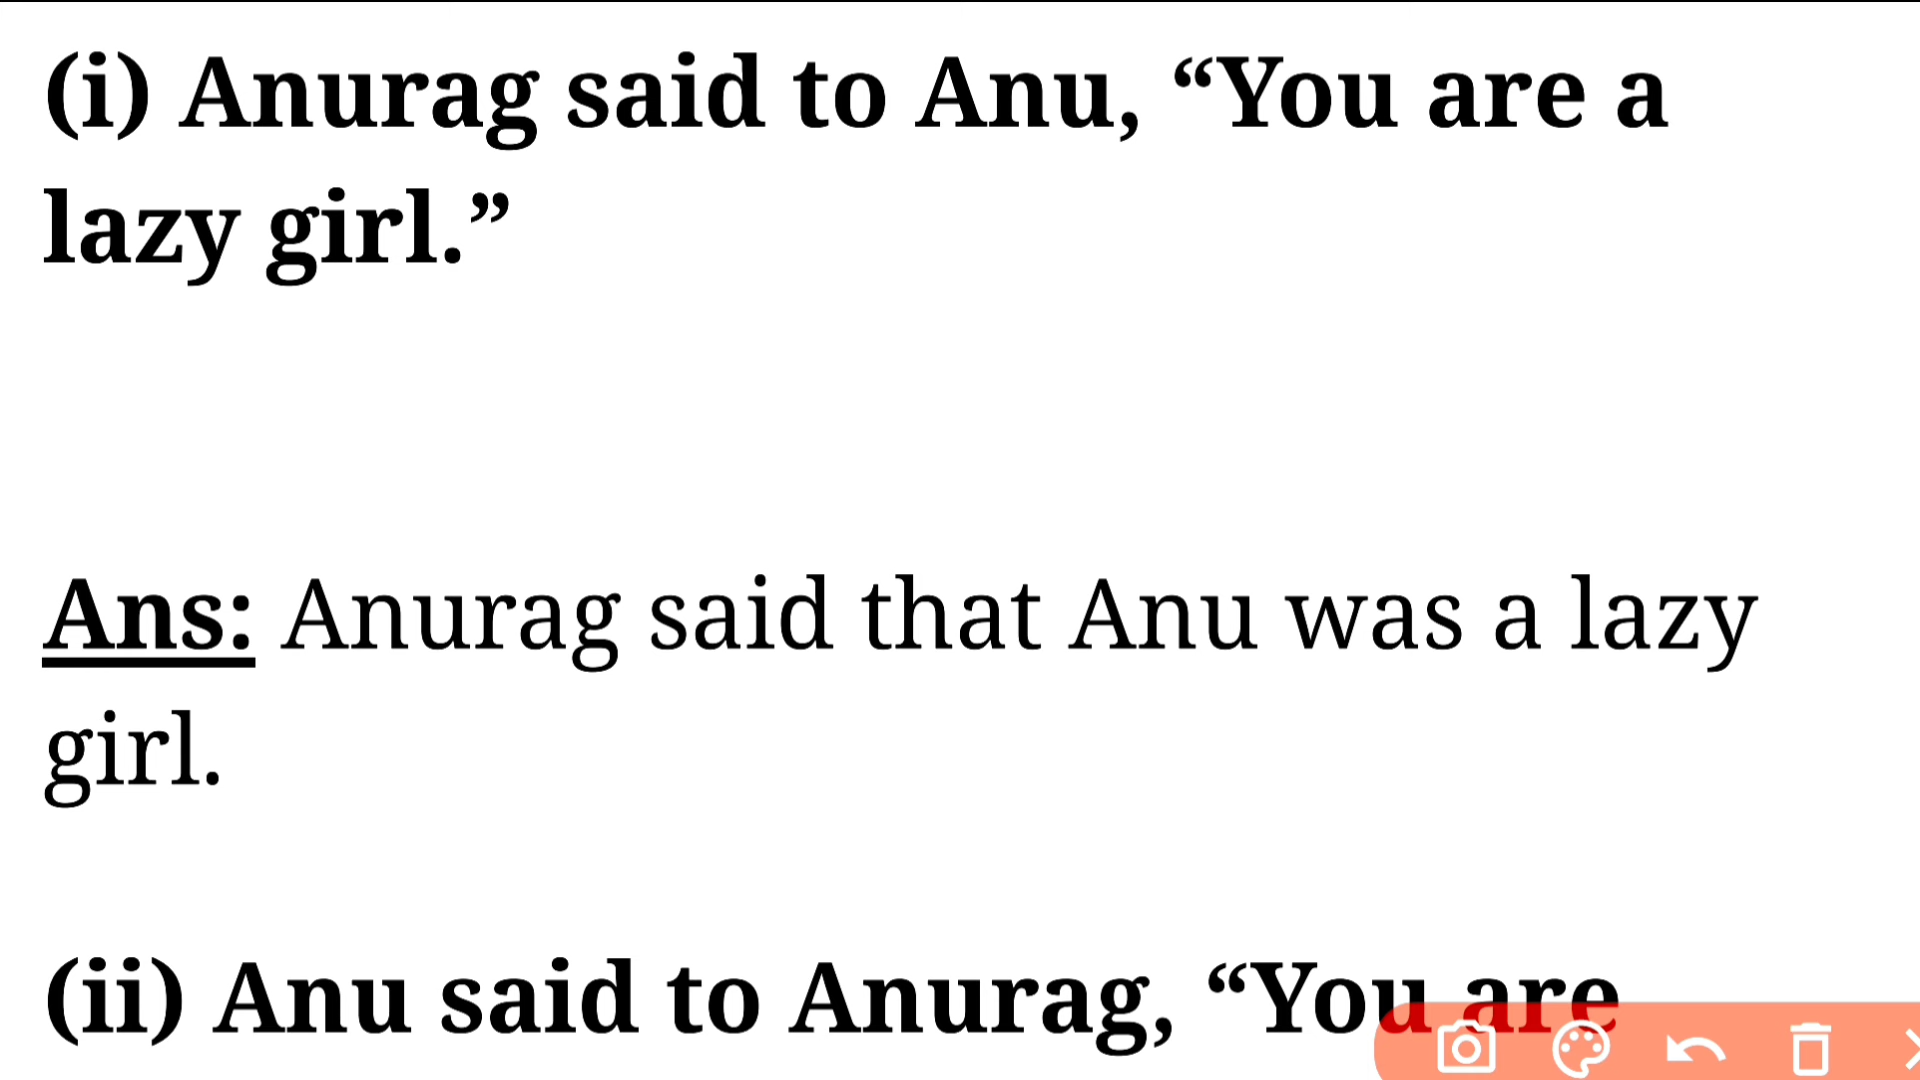 (i) Anurag said to Anu, “You are a
lazy girl.”
Ans: Anurag said that Anu was a lazy
girl.
(ii) Anu said to Anurag, “You are